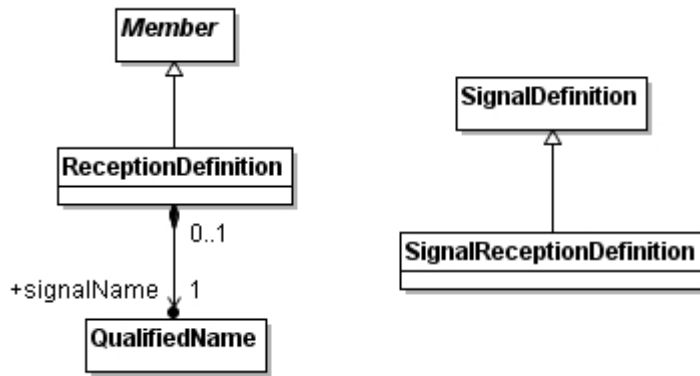 Member
SignalDefinition
ReceptionDefinition
0..1
SignalReceptionDefinition
+signalName
1
QualifiedName